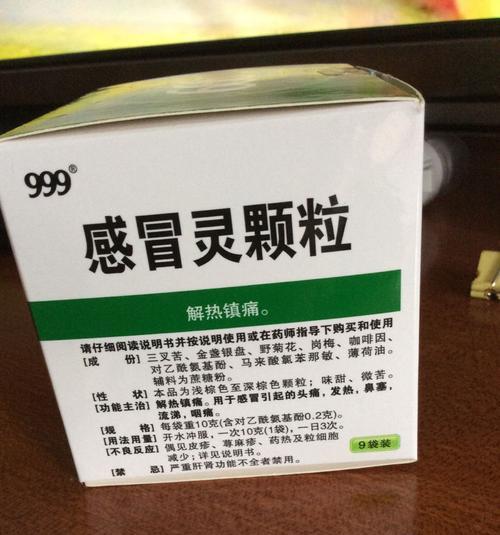 999®
感冒灵颗粒
解热镇痛。
请仔细阅读说明书并按说明使用或在药师指导下购买和使用
[成　份] 三叉苦、金盏银盘、野菊花、岗梅、咖啡因、
对乙酰氨基酚、马来酸氯苯那敏、薄荷油。
辅料为蔗糖粉。
[性　状] 本品为浅棕色至深棕色颗粒；味甜、微苦。
[功能主治] 解热镇痛。用于感冒引起的头痛，发热，鼻塞，
流涕，咽痛。
[规　格] 每袋重10克(含对乙酰氨基酚0.2克)。
[用法用量] 开水冲服，一次10克(1袋)，一日3次。
[不良反应] 偶见皮疹、荨麻疹、药热及粒细胞
减少；详见说明书。
[禁　忌] 严重肝肾功能不全者禁用。
9袋装